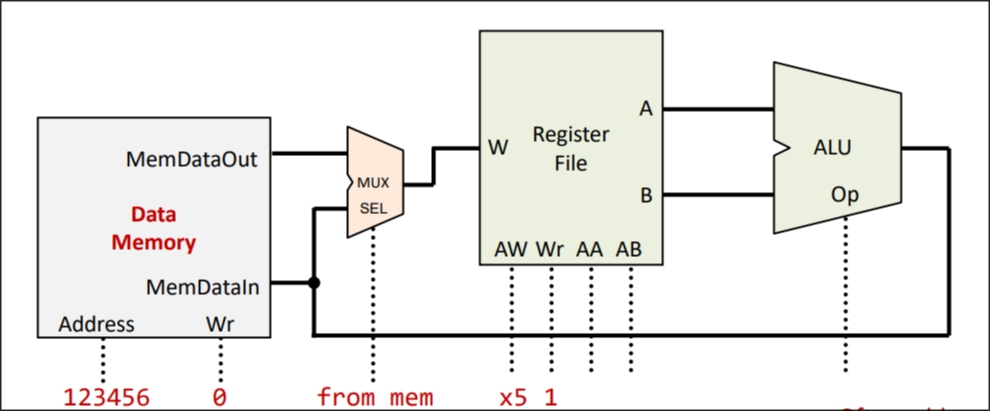 MemDataOut
Data
Memory
MemDataIn
Address Wr
MUX
SEL
W
Register
File
A
B
AW Wr AA AB
ALU
Op
123456 0 from mem x5 1